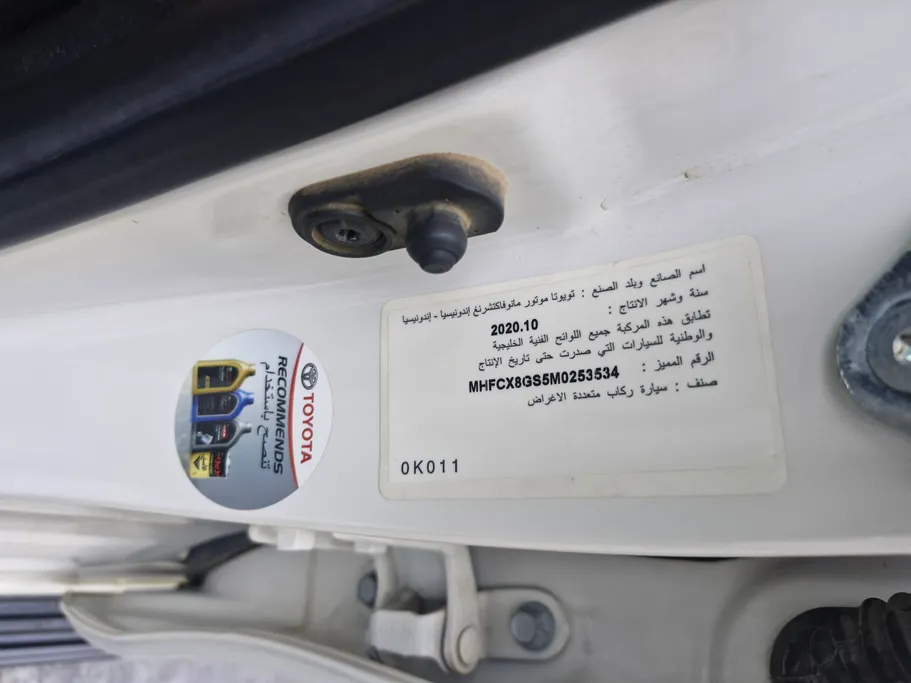 اسم الصانع وبلد الصنع : تويوتا موتور مانوفاكتشرنغ إندونيسيا - إندونيسيا
سنة وشهر الانتاج : 2020.10
تطابق هذه المركبة جميع اللوائح الفنية الخليجية
والوطنية للسيارات التي صدرت حتى تاريخ الإنتاج
الرقم المميز : MHFCX8GS5M0253534
صنف : سيارة ركاب متعددة الاغراض
0K011
TOYOTA
RECOMMENDS
تنصح باستخدام